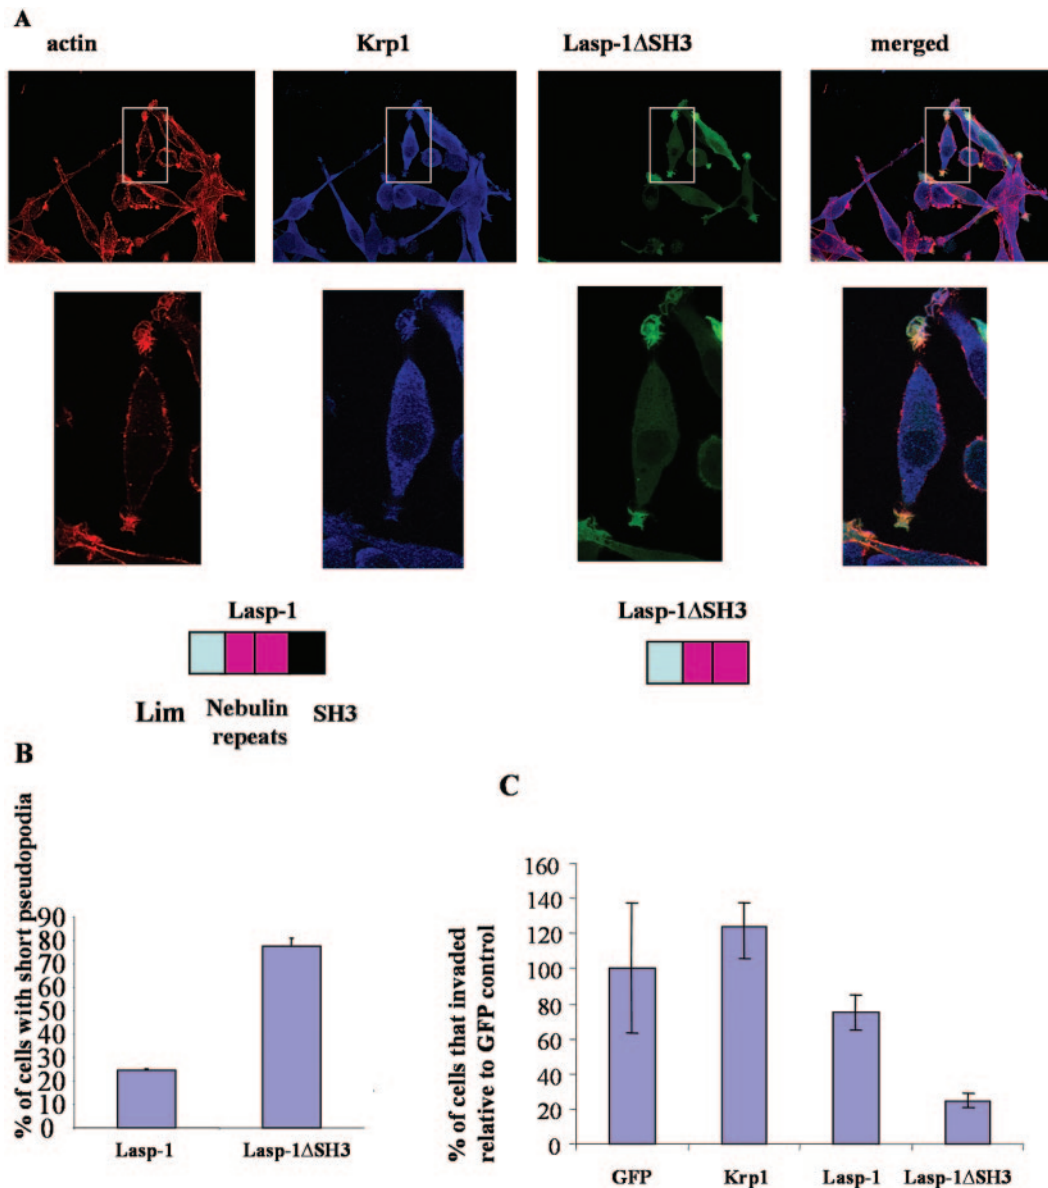 A
actin Krp1 Lasp-1ΔSH3 merged
Lasp-1
Lasp-1ΔSH3
Lim Nebulin repeats SH3
B
% of cells with short pseudopodia
90
80
70
60
50
40
30
20
10
0
Lasp-1 Lasp-1ΔSH3
C
% of cells that invaded
relative to GFP control
160
140
120
100
80
60
40
20
0
GFP Krp1 Lasp-1 Lasp-1ΔSH3